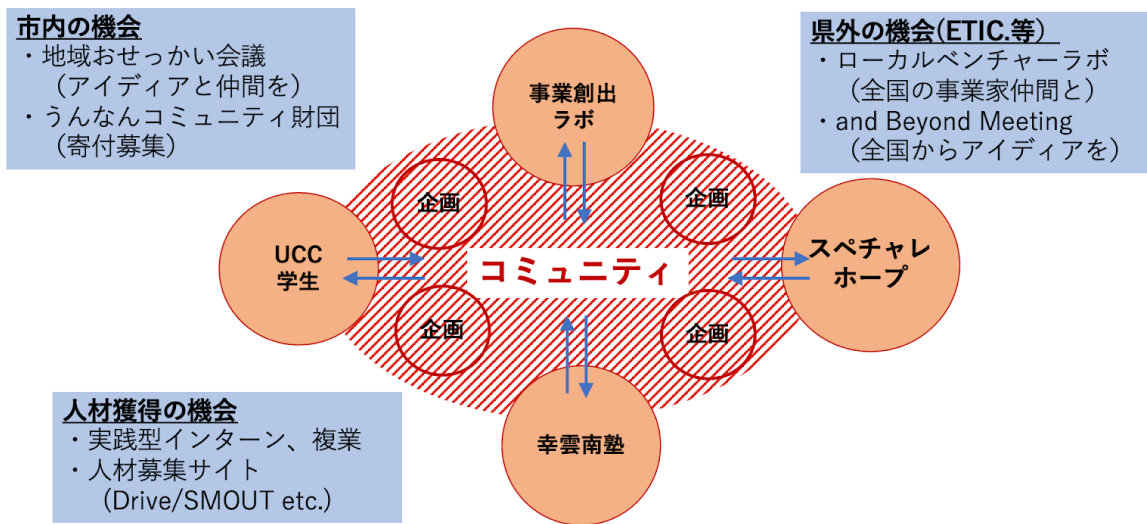 市内の機会
・地域おせっかい会議
（アイディアと仲間を）
・うんなんコミュニティ財団
（寄付募集）
県外の機会(ETIC.等）
・ローカルベンチャーラボ
（全国の事業家仲間と）
・and Beyond Meeting
（全国からアイディアを）
事業創出
ラボ
企画
企画
UCC
学生
コミュニティ
スペチャレ
ホープ
企画
企画
幸雲南塾
人材獲得の機会
・実践型インターン、複業
・人材募集サイト
（Drive/SMOUT etc.）